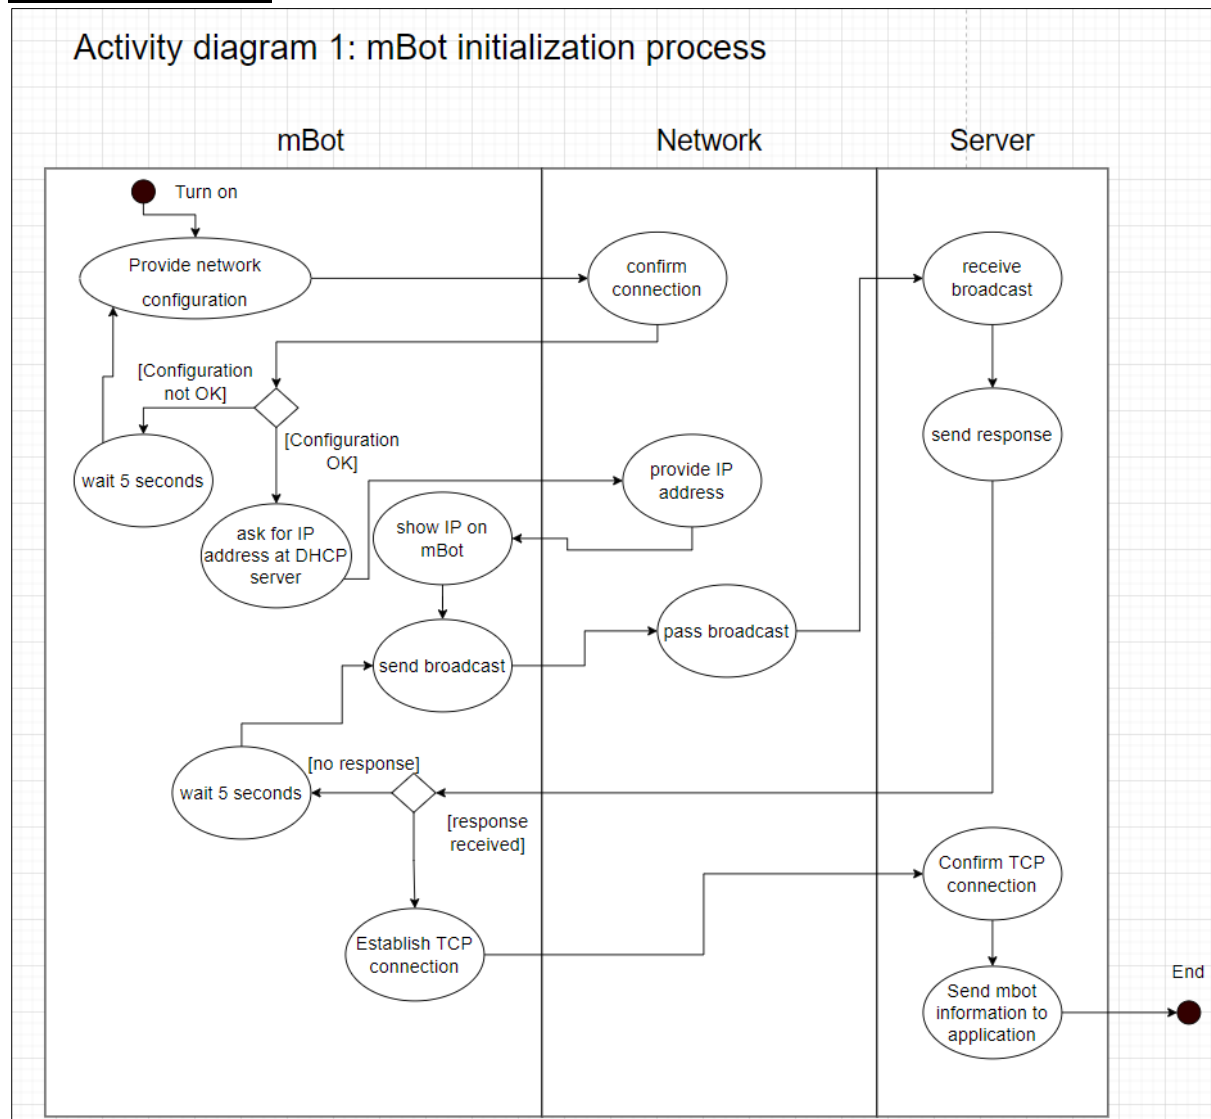 Activity diagram 1: mBot initialization process
mBot
Network
Server
Turn on
Provide network
configuration
confirm
connection
receive
broadcast
[Configuration
not OK]
[Configuration
OK]
wait 5 seconds
send response
provide IP
address
ask for IP
address at DHCP
server
show IP on
mBot
send broadcast
pass broadcast
[no response]
wait 5 seconds
[response
received]
Confirm TCP
connection
Establish TCP
connection
Send mbot
information to
application
End